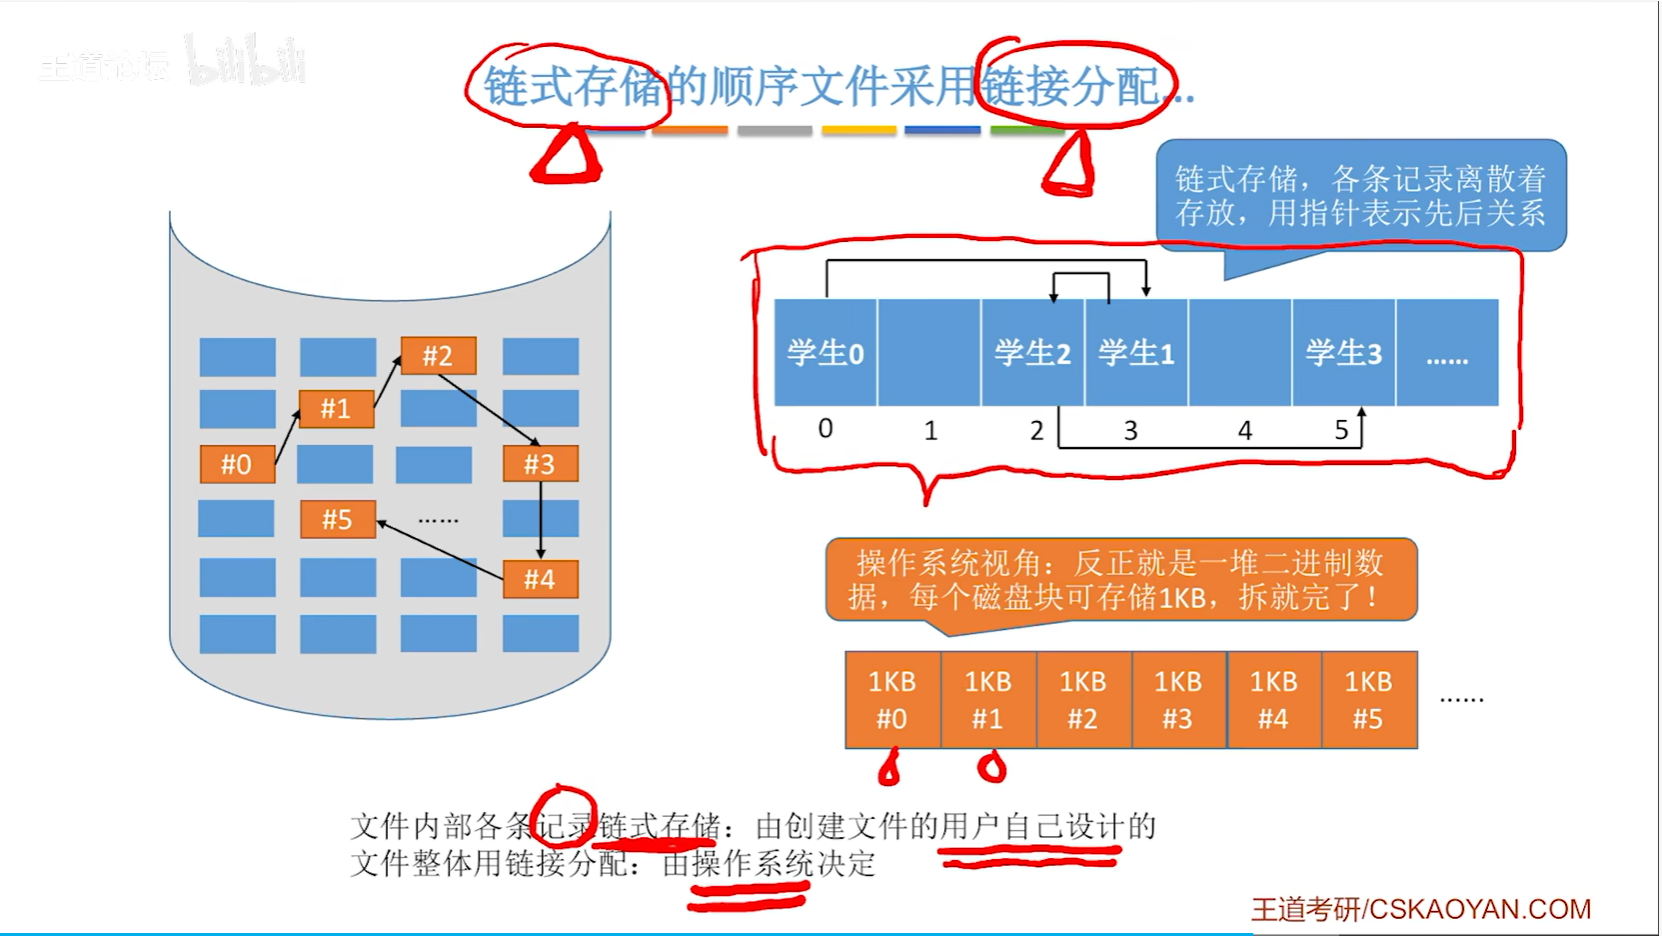 王道论坛 bilibili
链式存储的顺序文件采用链接分配...
链式存储，各条记录离散着
存放，用指针表示先后关系
#2
#1
#0
#3
#5
......
#4
学生0
学生2
学生1
学生3
......
0
1
2
3
4
5
操作系统视角：反正就是一堆二进制数
据，每个磁盘块可存储1KB，拆就完了！
1KB
#0
1KB
#1
1KB
#2
1KB
#3
1KB
#4
1KB
#5
......
文件内部各条记录链式存储：由创建文件的用户自己设计的
文件整体用链接分配：由操作系统决定
王道考研/CSKAOYAN.COM